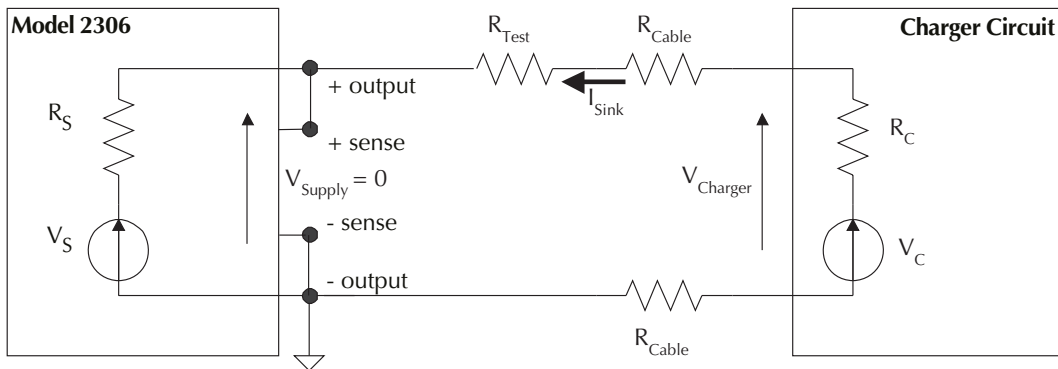 Model 2306
R_Test
R_Cable
Charger Circuit
+ output
I_Sink
R_S
+ sense
R_C
V_Supply = 0
V_Charger
- sense
V_S
V_C
- output
R_Cable